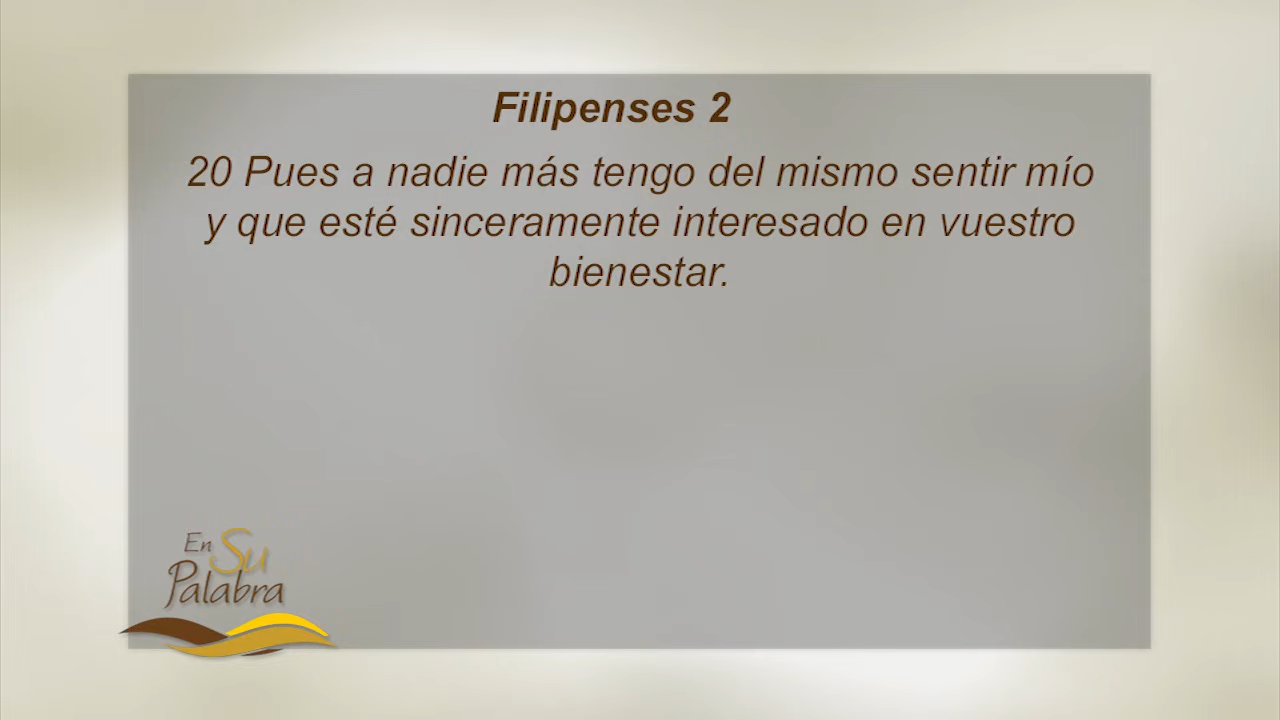 Filipenses 2
20 Pues a nadie más tengo del mismo sentir mío
y que esté sinceramente interesado en vuestro
bienestar.
En Su
Palabra